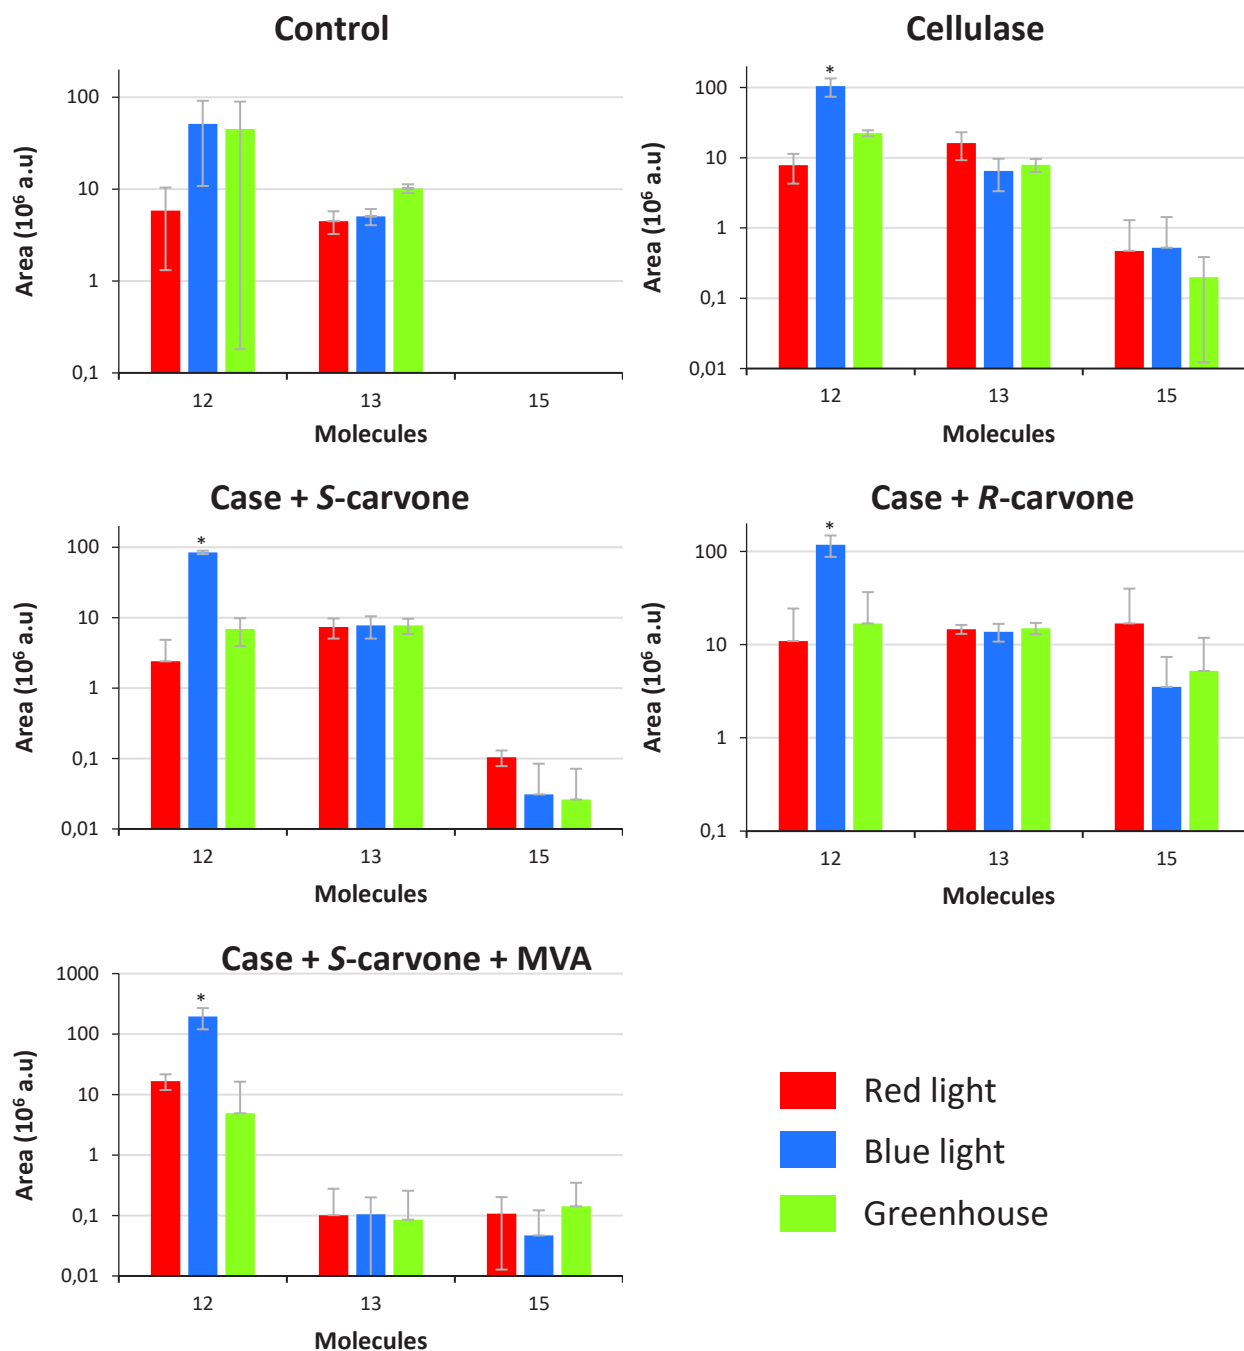 Control
Area (10⁶ a.u)
100
10
1
0,1
12 13 15
Molecules
Cellulase
Area (10⁶ a.u)
*
100
10
1
0,1
0,01
12 13 15
Molecules
Case + S-carvone
Area (10⁶ a.u)
*
100
10
1
0,1
0,01
12 13 15
Molecules
Case + R-carvone
Area (10⁶ a.u)
*
100
10
1
0,1
12 13 15
Molecules
Case + S-carvone + MVA
Area (10⁶ a.u)
*
1000
100
10
1
0,1
0,01
12 13 15
Molecules
Red light
Blue light
Greenhouse